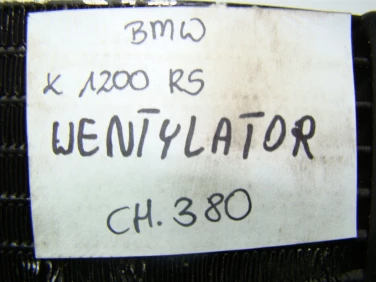 BMW
K 1200 RS
WENTYLATOR
CH. 380